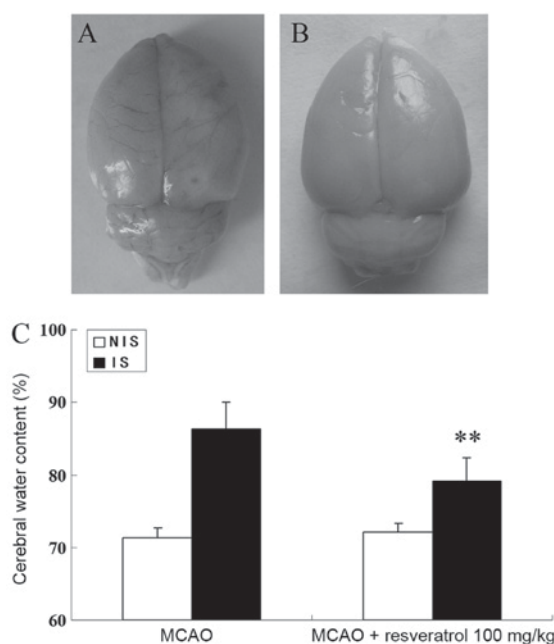 A
B
C
100
90
80
70
60
Cerebral water content (%)
NIS
IS
**
MCAO
MCAO + resveratrol 100 mg/kg